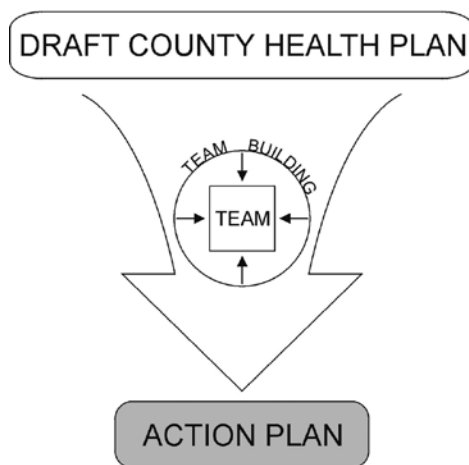 DRAFT COUNTY HEALTH PLAN
TEAM BUILDING
TEAM
ACTION PLAN